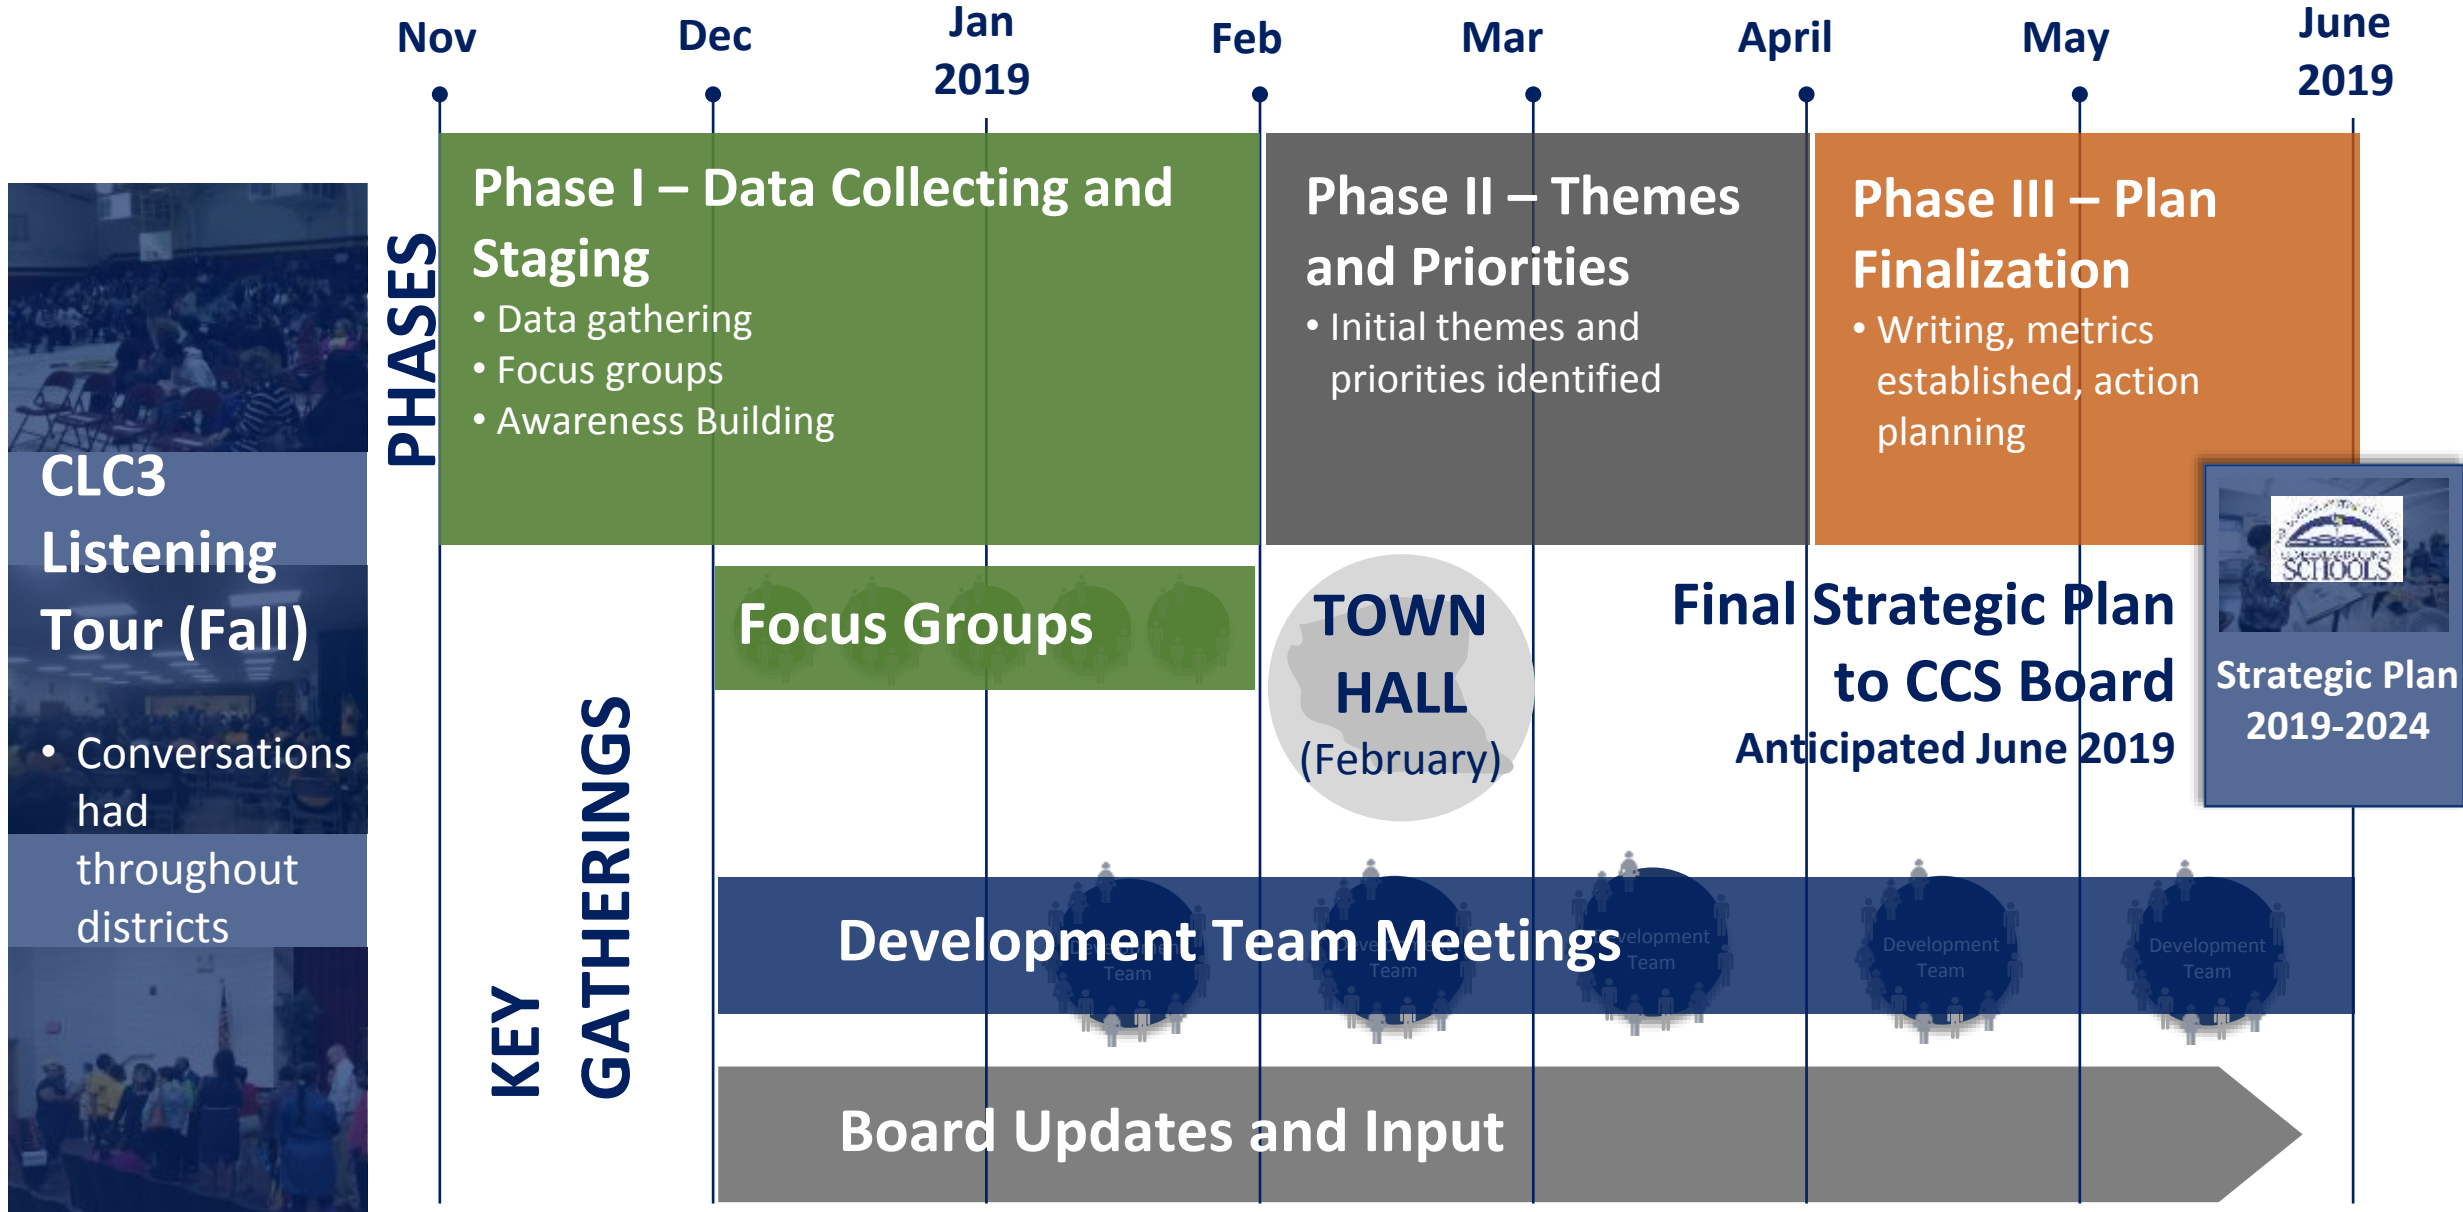 Nov
Dec
Jan
2019
Feb
Mar
April
May
June
2019
PHASES
Phase I – Data Collecting and
Staging
• Data gathering
• Focus groups
• Awareness Building
Phase II – Themes
and Priorities
• Initial themes and
priorities identified
Phase III – Plan
Finalization
• Writing, metrics
established, action
planning
CLC3
Listening
Tour (Fall)
• Conversations
had
throughout
districts
KEY
GATHERINGS
Focus Groups
TOWN
HALL
(February)
Final Strategic Plan
to CCS Board
Anticipated June 2019
SCHOOLS
Strategic Plan
2019-2024
Development Team Meetings
Development
Team
Development
Team
Development
Team
Development
Team
Development
Team
Board Updates and Input